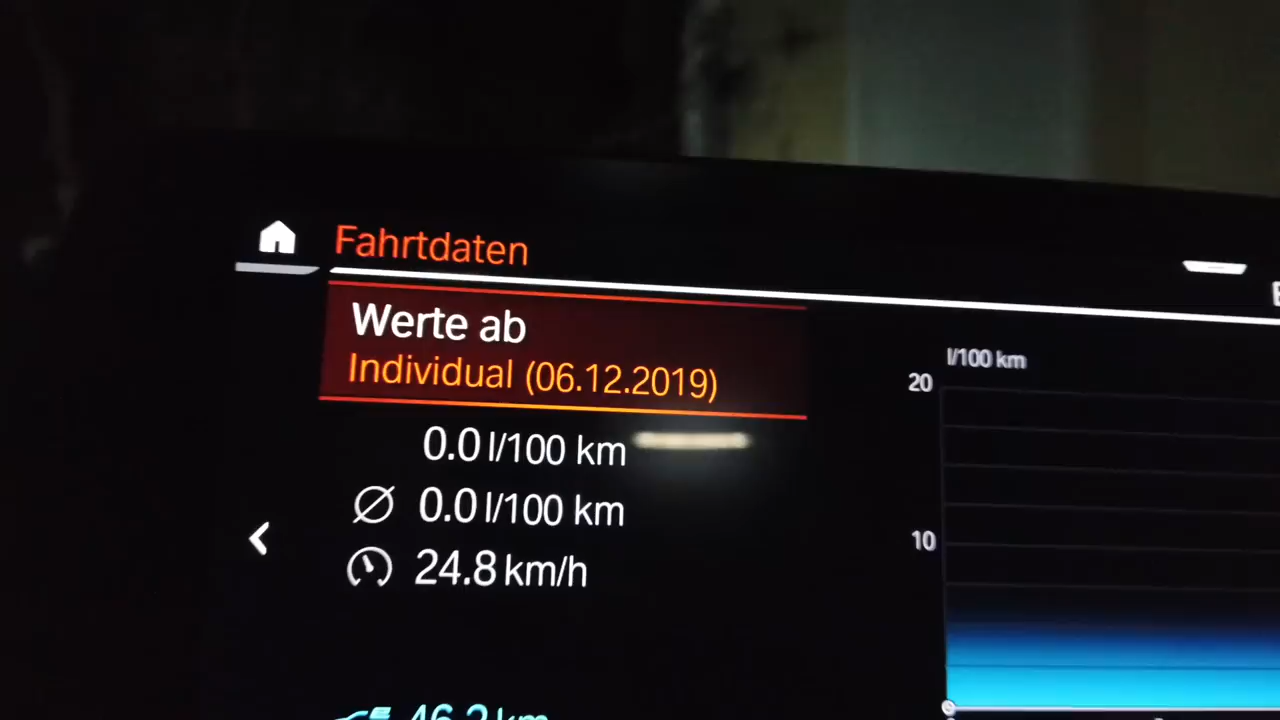 Fahrtdaten
Werte ab
Individual (06.12.2019)
0.0 l/100 km
Ø 0.0 l/100 km
24.8 km/h
l/100 km
20
10